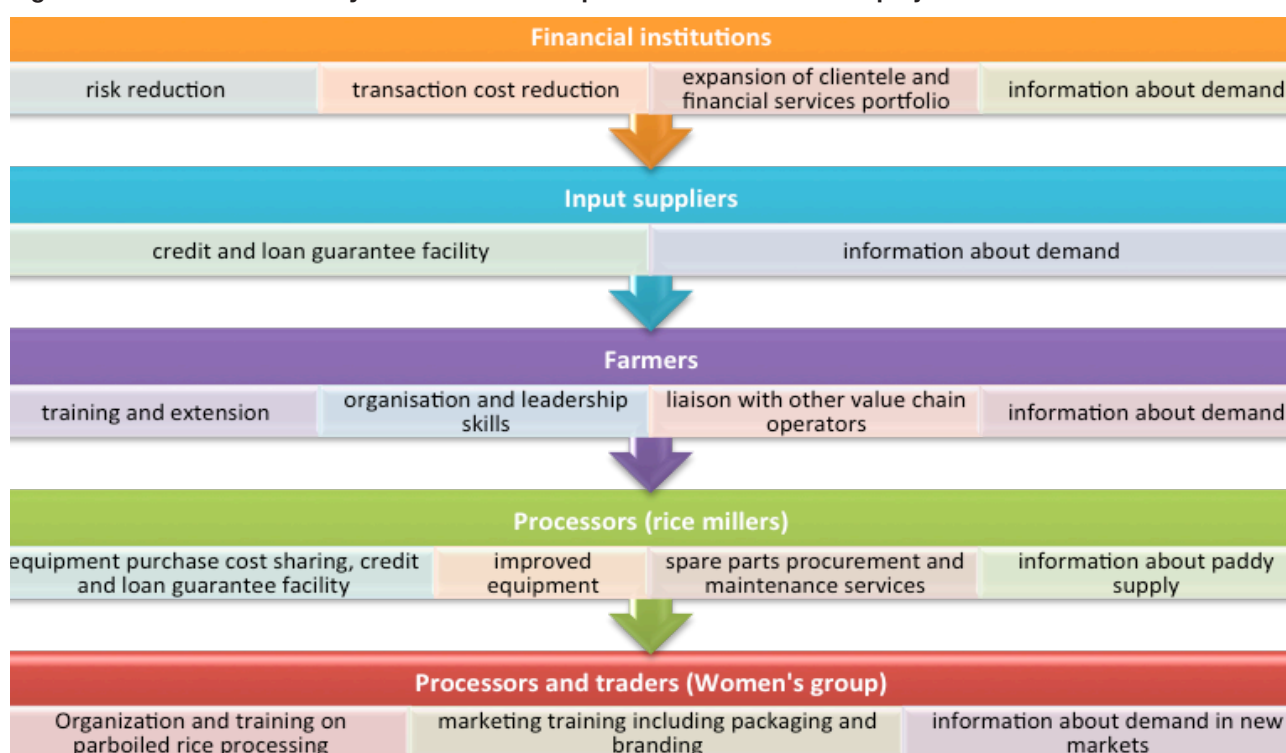 Financial institutions
risk reduction
transaction cost reduction
expansion of clientele and
financial services portfolio
information about demand
Input suppliers
credit and loan guarantee facility
information about demand
Farmers
training and extension
organisation and leadership
skills
liaison with other value chain
operators
information about demand
Processors (rice millers)
equipment purchase cost sharing, credit
and loan guarantee facility
improved
equipment
spare parts procurement and
maintenance services
information about paddy
supply
Processors and traders (Women's group)
Organization and training on
parboiled rice processing
marketing training including packaging and
branding
information about demand in new
markets